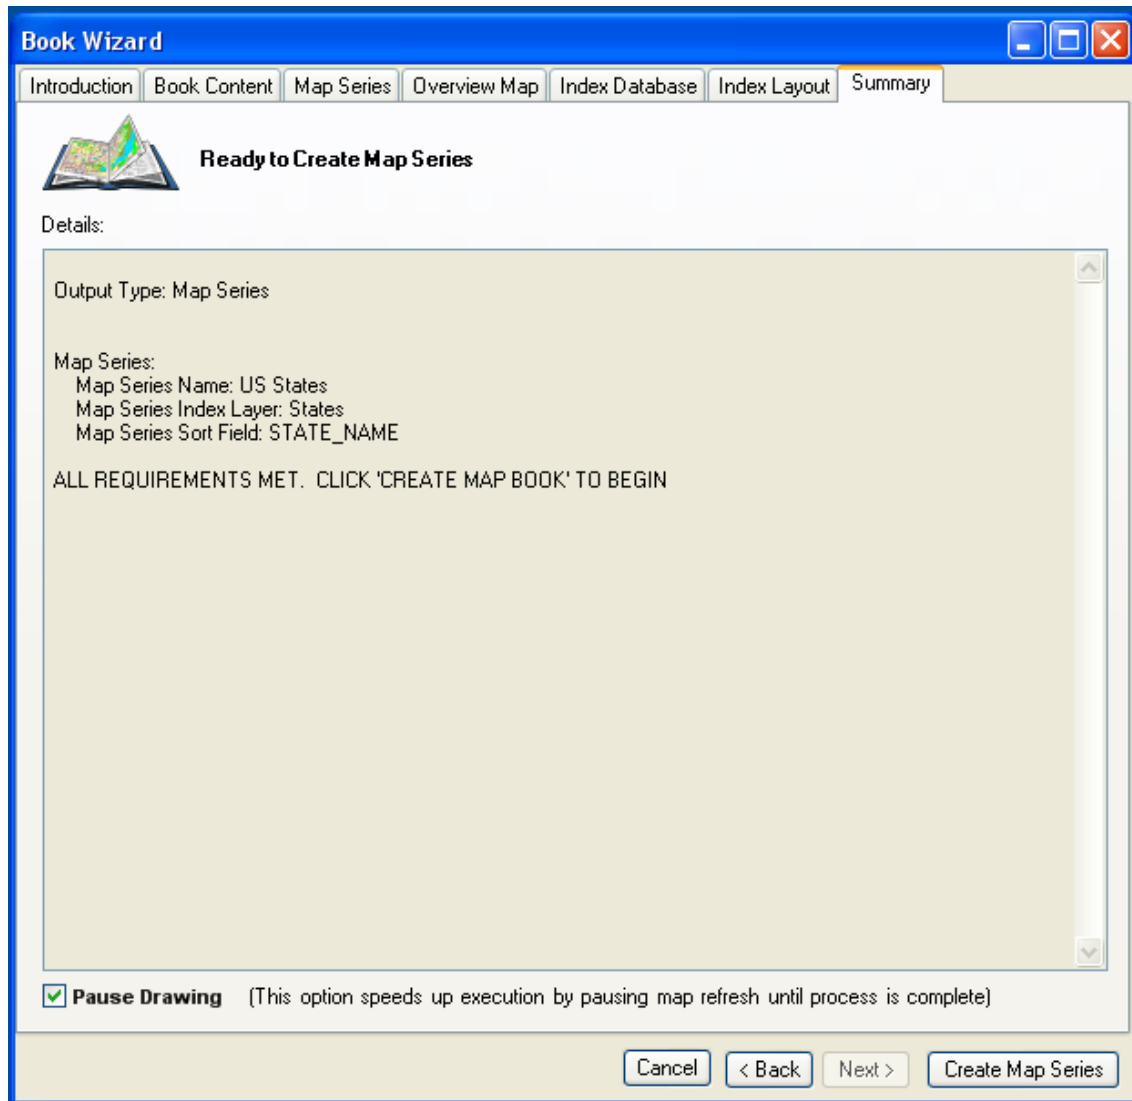 Book Wizard
Introduction Book Content Map Series Overview Map Index Database Index Layout Summary
Ready to Create Map Series
Details:
Output Type: Map Series
Map Series:
Map Series Name: US States
Map Series Index Layer: States
Map Series Sort Field: STATE_NAME
ALL REQUIREMENTS MET.  CLICK 'CREATE MAP BOOK' TO BEGIN
Pause Drawing (This option speeds up execution by pausing map refresh until process is complete)
Cancel < Back Next > Create Map Series